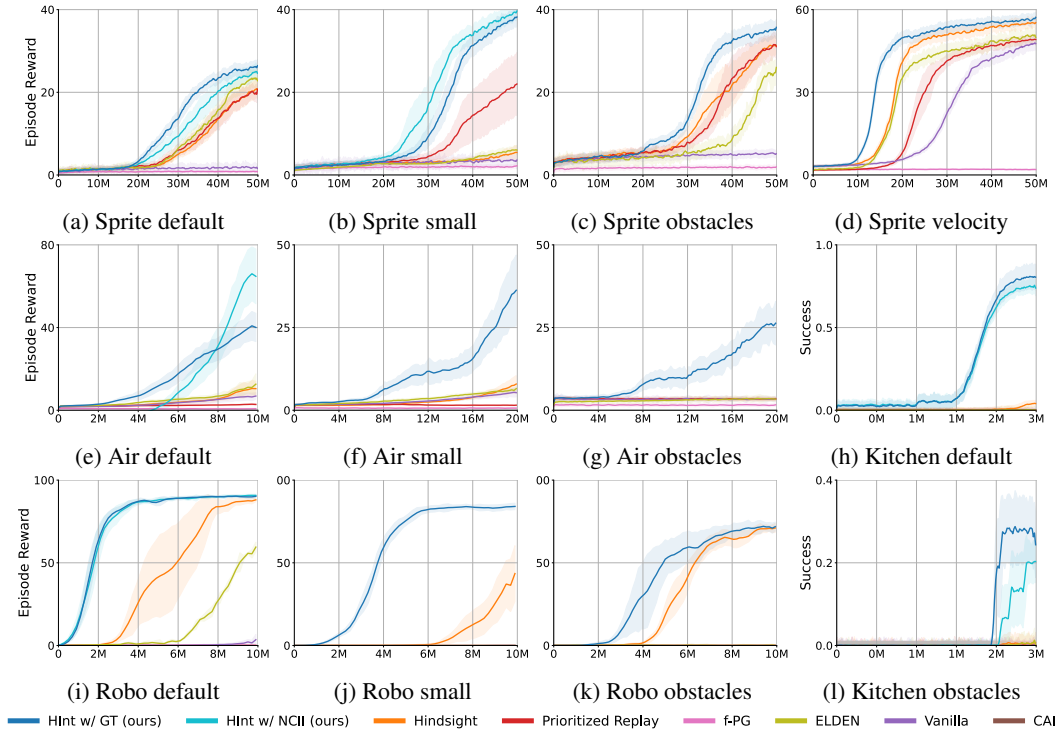 60
40
40
40
Episode Reward
20
20
20
30
0
0
0
0
0 10M 20M 30M 40M 50M
0 10M 20M 30M 40M 50M
0 10M 20M 30M 40M 50M
0 10M 20M 30M 40M 50M
(a) Sprite default
(b) Sprite small
(c) Sprite obstacles
(d) Sprite velocity
80
50
50
1.0
Episode Reward
Success
40
25
25
0.5
0
0
0
0.0
0 2M 4M 6M 8M 10M
0 4M 8M 12M 16M 20M
0 4M 8M 12M 16M 20M
0 0M 1M 1M 2M 3M
(e) Air default
(f) Air small
(g) Air obstacles
(h) Kitchen default
00
00
00
0.4
Episode Reward
Success
50
50
50
0.2
0
0
0
0.0
0 2M 4M 6M 8M 10M
0 2M 4M 6M 8M 10M
0 2M 4M 6M 8M 10M
0 0M 1M 1M 2M 3M
(i) Robo default
(j) Robo small
(k) Robo obstacles
(l) Kitchen obstacles
HInt w/ GT (ours) HInt w/ NCII (ours) Hindsight Prioritized Replay f-PG ELDEN Vanilla CAI